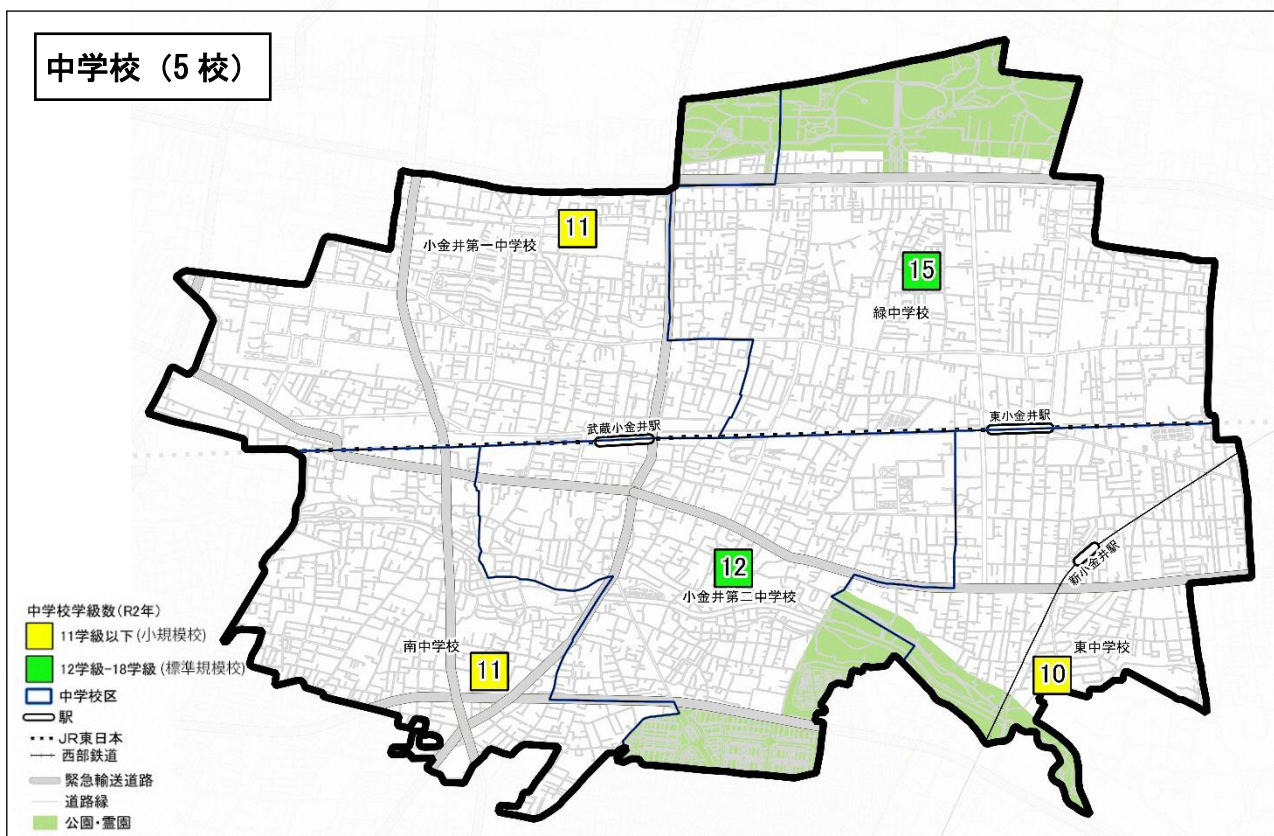 中学校（5校）
11
小金井第一中学校
15
緑中学校
武蔵小金井駅
東小金井駅
新小金井駅
12
小金井第二中学校
南中学校
11
東中学校
10
中学校学級数(R2年)
11学級以下(小規模校)
12学級-18学級(標準規模校)
中学校区
駅
JR東日本
西部鉄道
緊急輸送道路
道路縁
公園・霊園